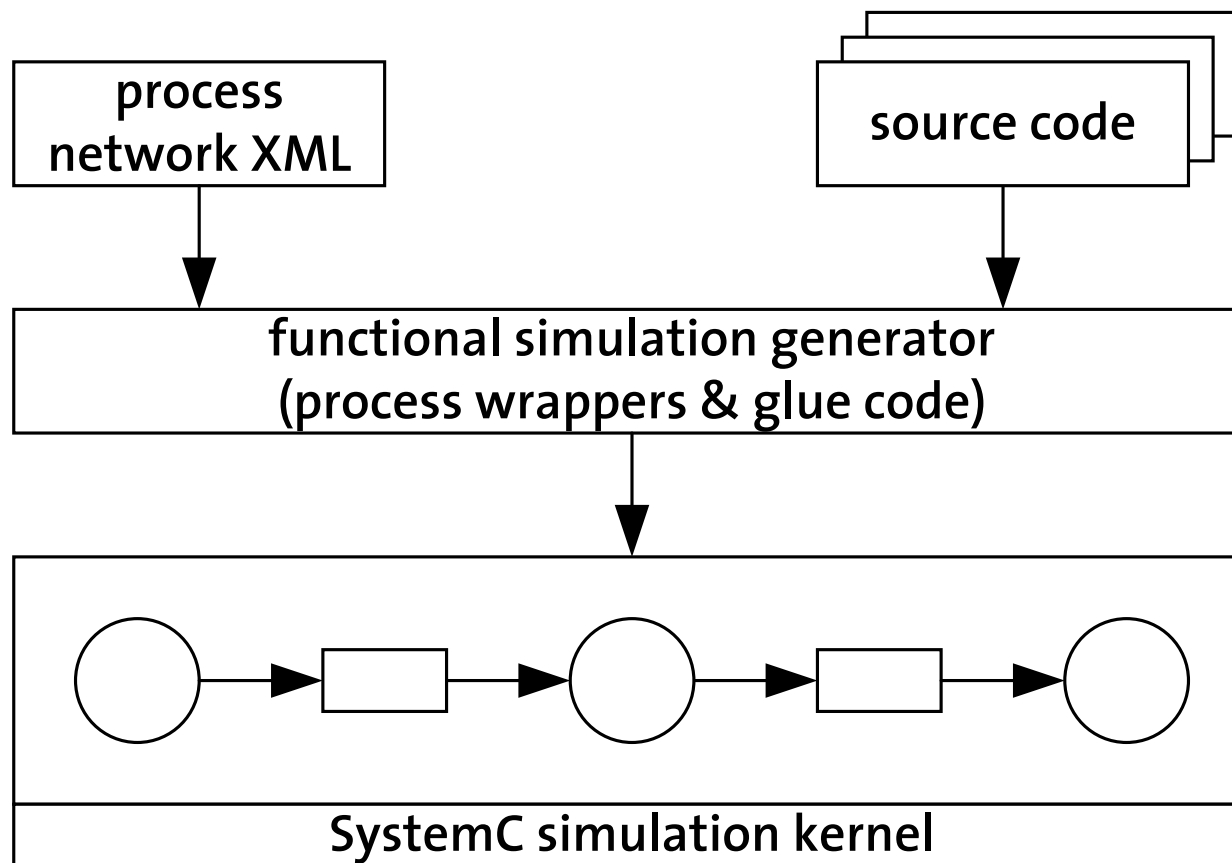 process
network XML
source code
functional simulation generator
(process wrappers & glue code)
SystemC simulation kernel